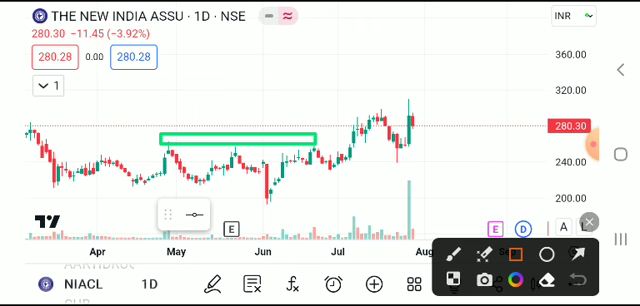 THE NEW INDIA ASSU · 1D · NSE
INR
280.30 −11.45 (−3.92%)
280.28 0.00 280.28
1
360.00
320.00
280.30
240.00
200.00
E
E D A
Apr May Jun Jul Aug
NIACL 1D